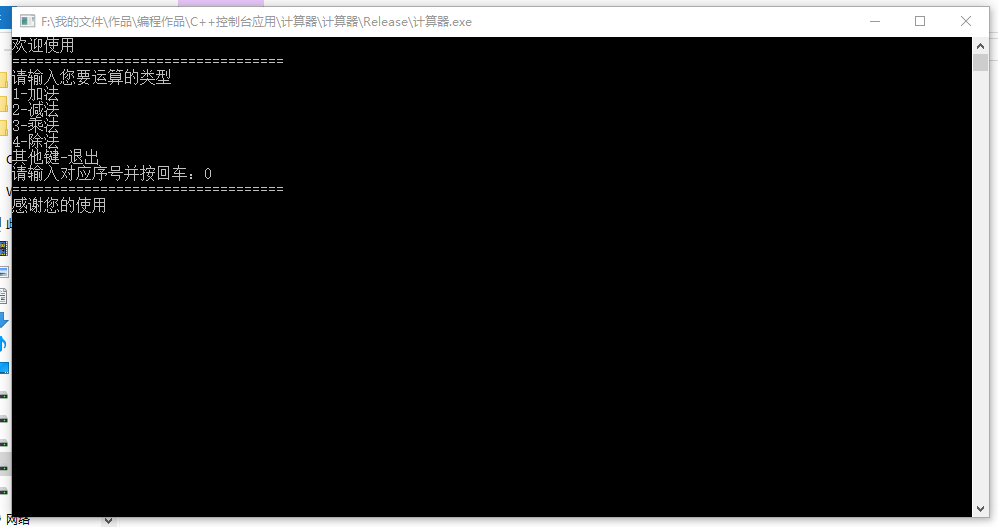 F:\我的文件\作品\编程作品\C++控制台应用\计算器\计算器\Release\计算器.exe
欢迎使用
==================================
请输入您要运算的类型
1-加法
2-减法
3-乘法
4-除法
其他键-退出
请输入对应序号并按回车：0
==================================
感谢您的使用
网络